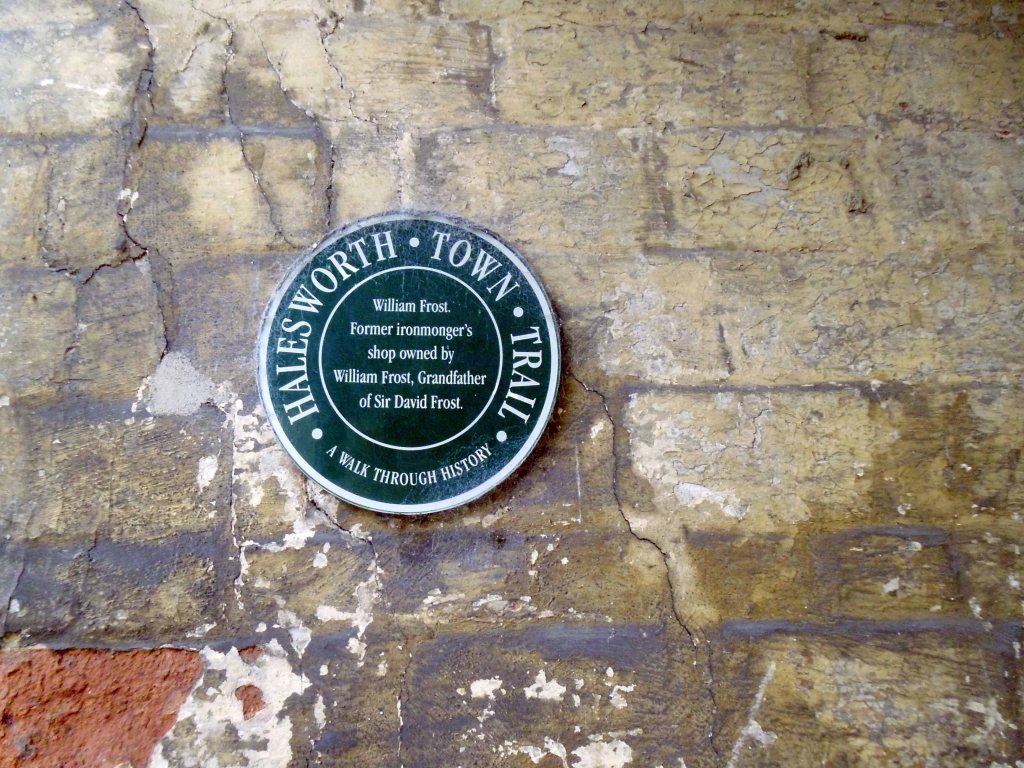 HALESWORTH • TOWN • TRAIL •
William Frost.
Former ironmonger's
shop owned by
William Frost, Grandfather
of Sir David Frost.
• A WALK THROUGH HISTORY